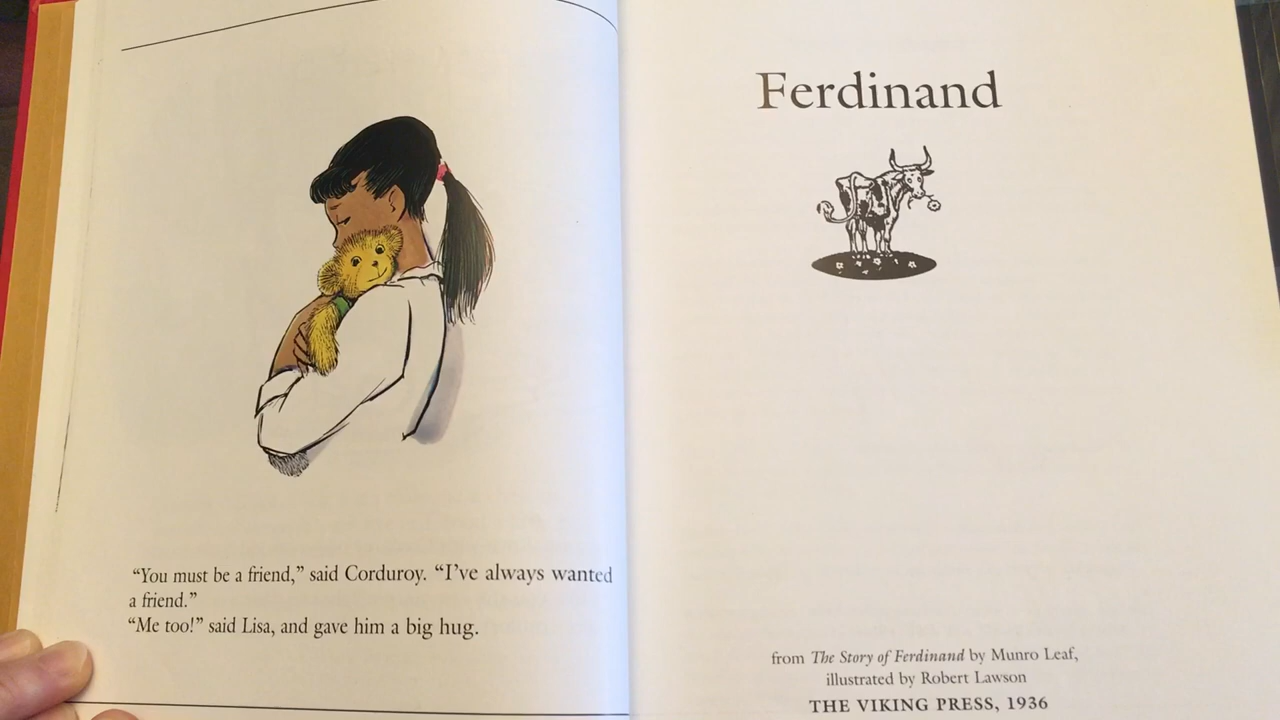 “You must be a friend,” said Corduroy. “I’ve always wanted
a friend.”
“Me too!” said Lisa, and gave him a big hug.
Ferdinand
from The Story of Ferdinand by Munro Leaf,
illustrated by Robert Lawson
THE VIKING PRESS, 1936